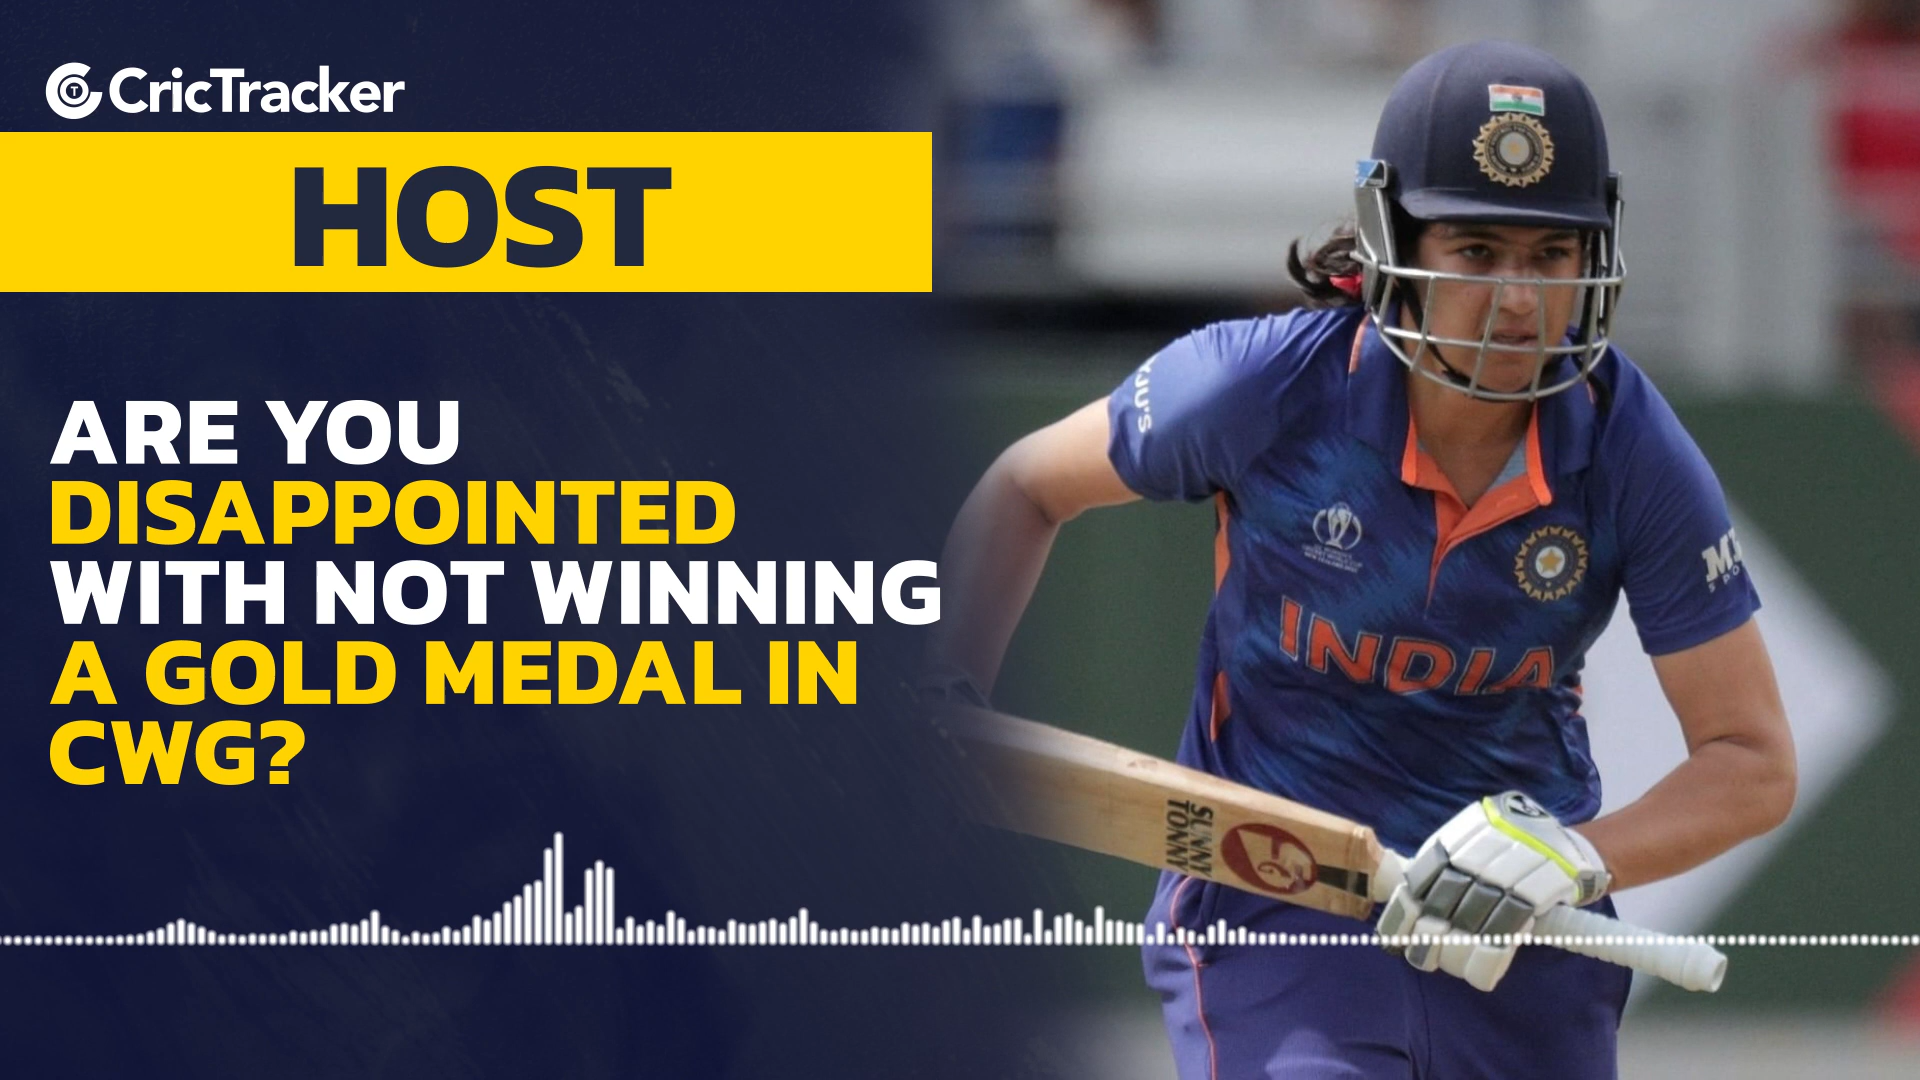 CricTracker
HOST
ARE YOU
DISAPPOINTED
WITH NOT WINNING
A GOLD MEDAL IN
CWG?
INDIA
SUNNY
TONNY